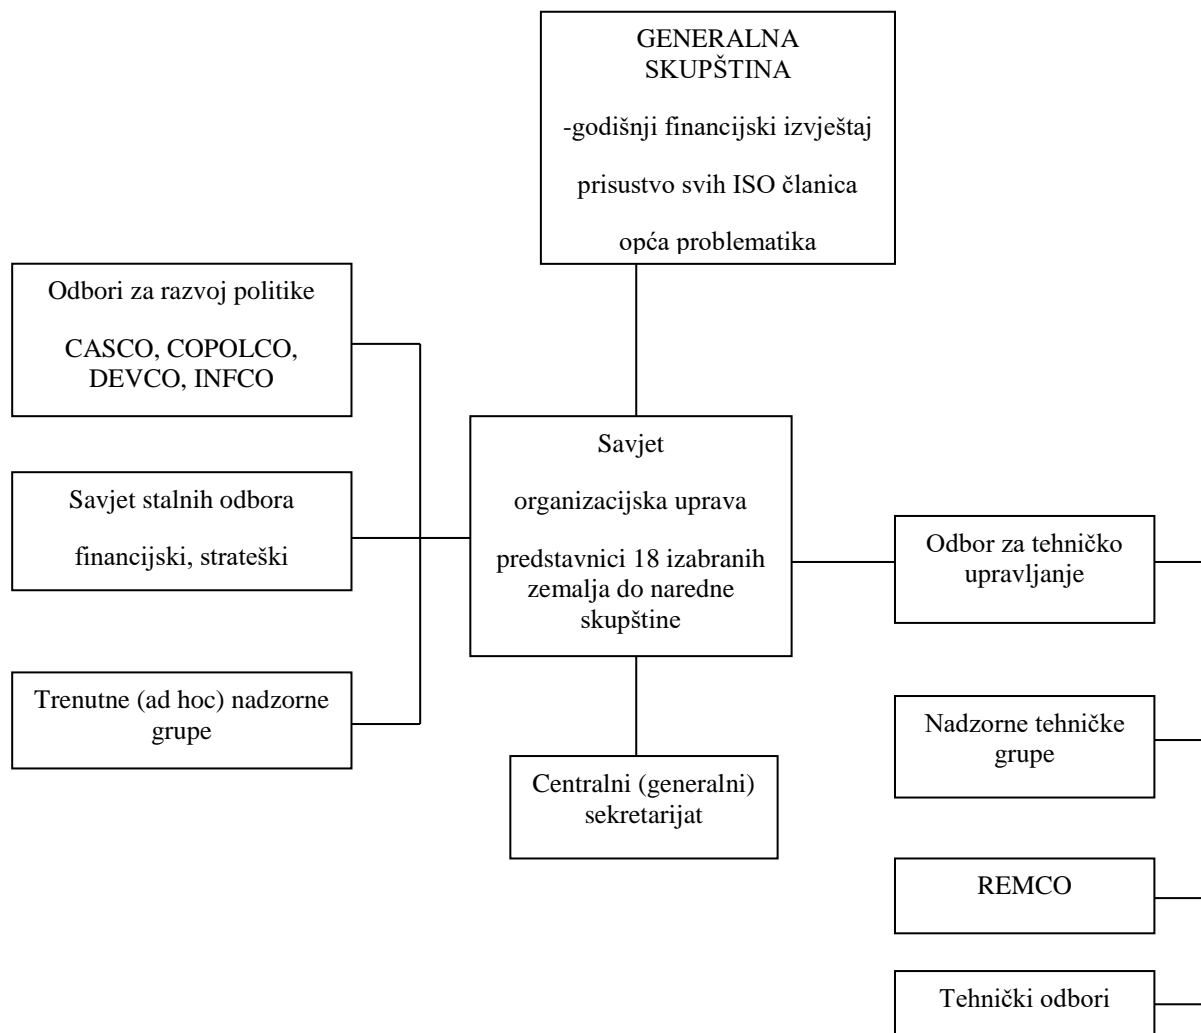 GENERALNA
SKUPŠTINA
-godišnji financijski izvještaj
prisustvo svih ISO članica
opća problematika
Odbori za razvoj politike
CASCO, COPOLCO,
DEVCO, INFCO
Savjet stalnih odbora
financijski, strateški
Trenutne (ad hoc) nadzorne
grupe
Savjet
organizacijska uprava
predstavnici 18 izabranih
zemalja do naredne
skupštine
Centralni (generalni)
sekretarijat
Odbor za tehničko
upravljanje
Nadzorne tehničke
grupe
REMCO
Tehnički odbori